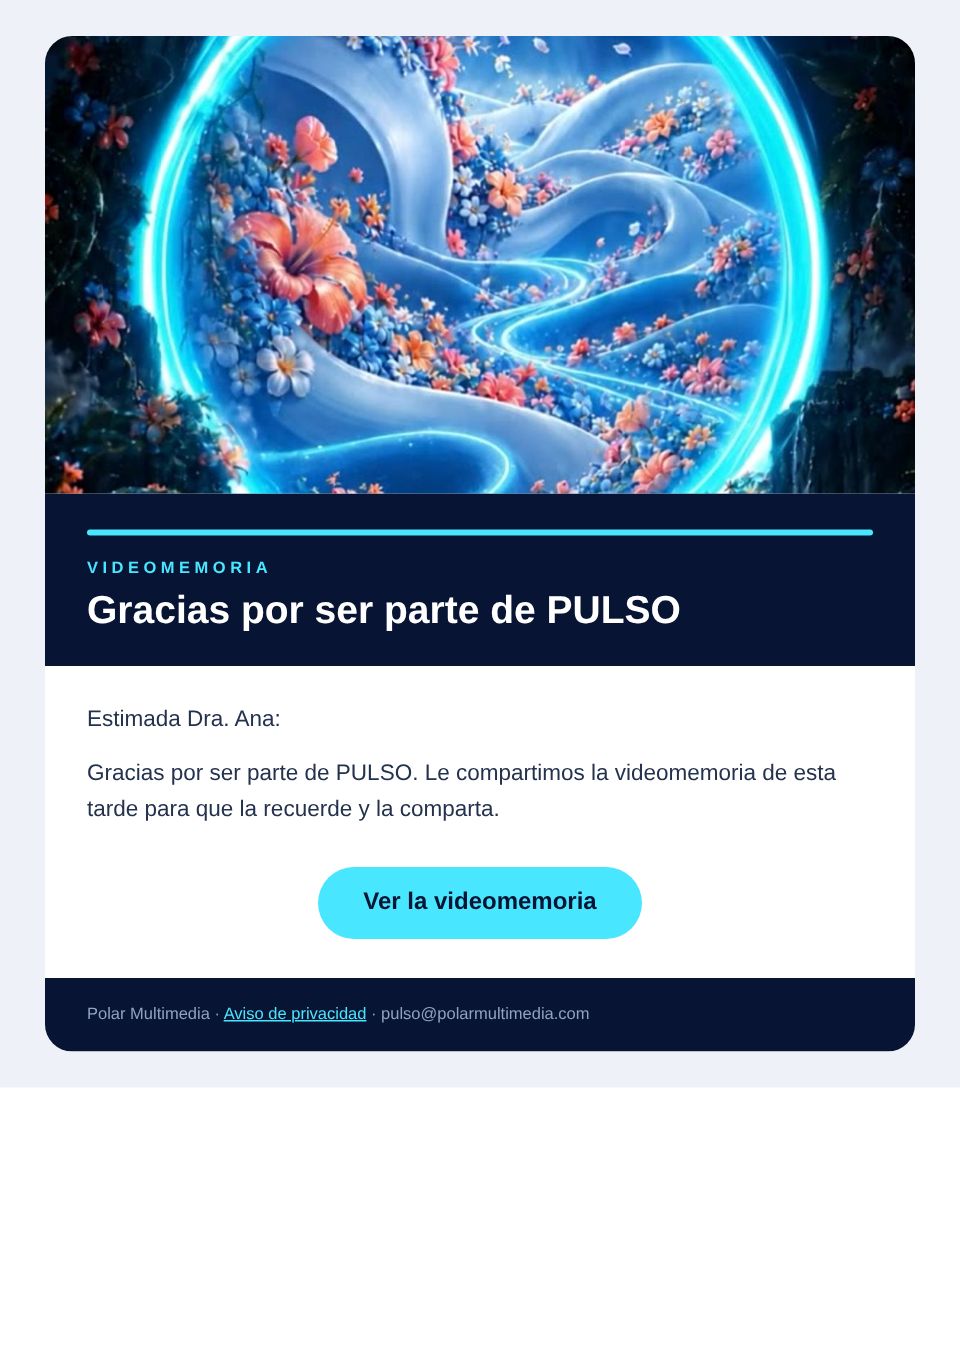 VIDEOMEMORIA
Gracias por ser parte de PULSO
Estimada Dra. Ana:
Gracias por ser parte de PULSO. Le compartimos la videomemoria de esta
tarde para que la recuerde y la comparta.
Ver la videomemoria
Polar Multimedia · Aviso de privacidad · pulso@polarmultimedia.com